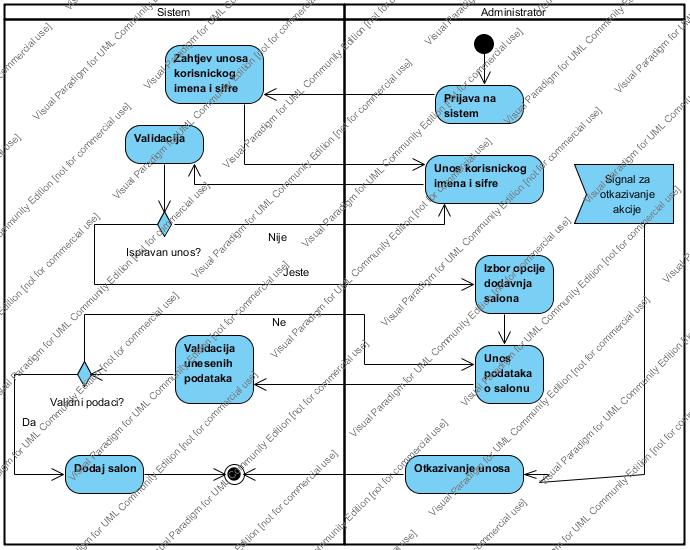 Sistem
Administrator
Zahtjev unosa
korisnickog
imena i sifre
Prijava na
sistem
Validacija
Unos korisnickog
imena i sifre
Signal za
otkazivanje
akcije
Ispravan unos?
Nije
Jeste
Izbor opcije
dodavnja
salona
Ne
Validacija
unesenih
podataka
Unos
podataka
o salonu
Validni podaci?
Da
Dodaj salon
Otkazivanje unosa
Visual Paradigm for UML Community Edition [not for commercial use]